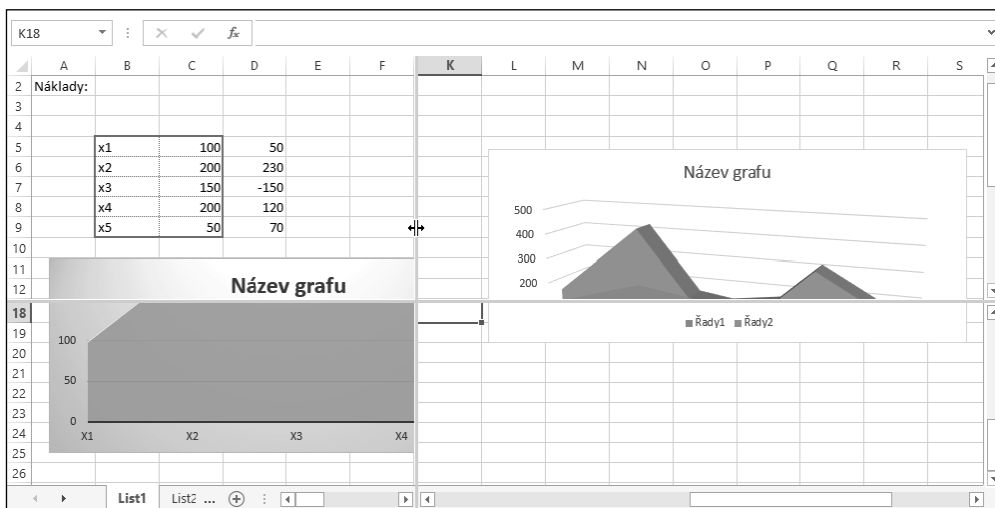 K18 fx
A B C D E F K L M N O P Q R S
2 Náklady:
3
4
5 x1 100 50
6 x2 200 230
7 x3 150 -150
8 x4 200 120
9 x5 50 70
10
11
12
Název grafu
Název grafu
500
400
300
200
18
19
20
21
22
23
24
25
26
100
50
0
X1 X2 X3 X4
Řady1 Řady2
List1 List2 ...